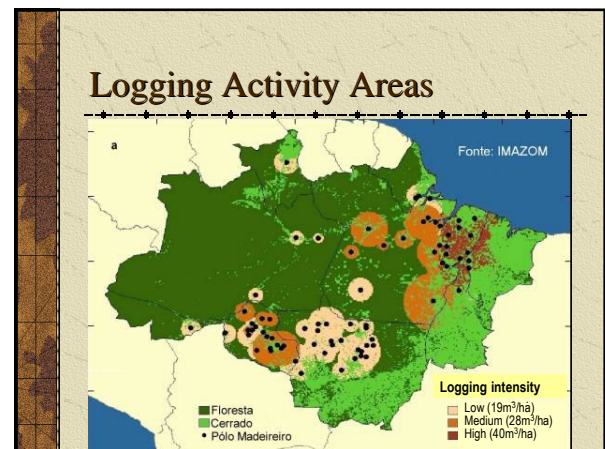 Logging Activity Areas
a
Fonte: IMAZOM
Logging intensity
Low (19m³/ha)
Medium (28m³/ha)
High (40m³/ha)
Floresta
Cerrado
Pólo Madeireiro